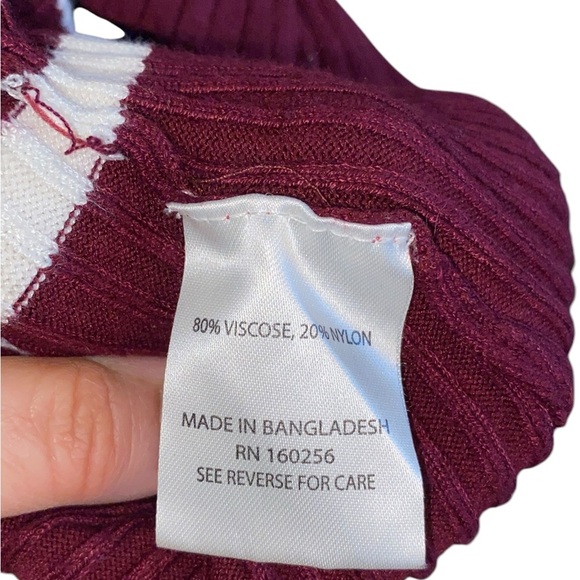 80% VISCOSE, 20% NYLON
MADE IN BANGLADESH
RN 160256
SEE REVERSE FOR CARE